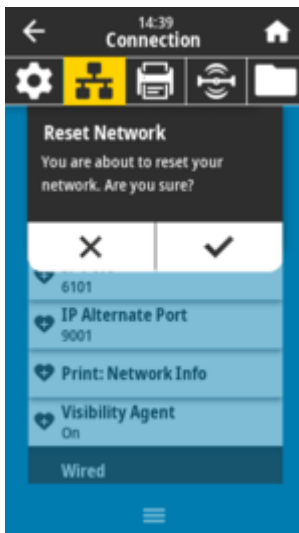 14:39
Connection
Reset Network
You are about to reset your
network. Are you sure?
6101
IP Alternate Port
9001
Print: Network Info
Visibility Agent
On
Wired